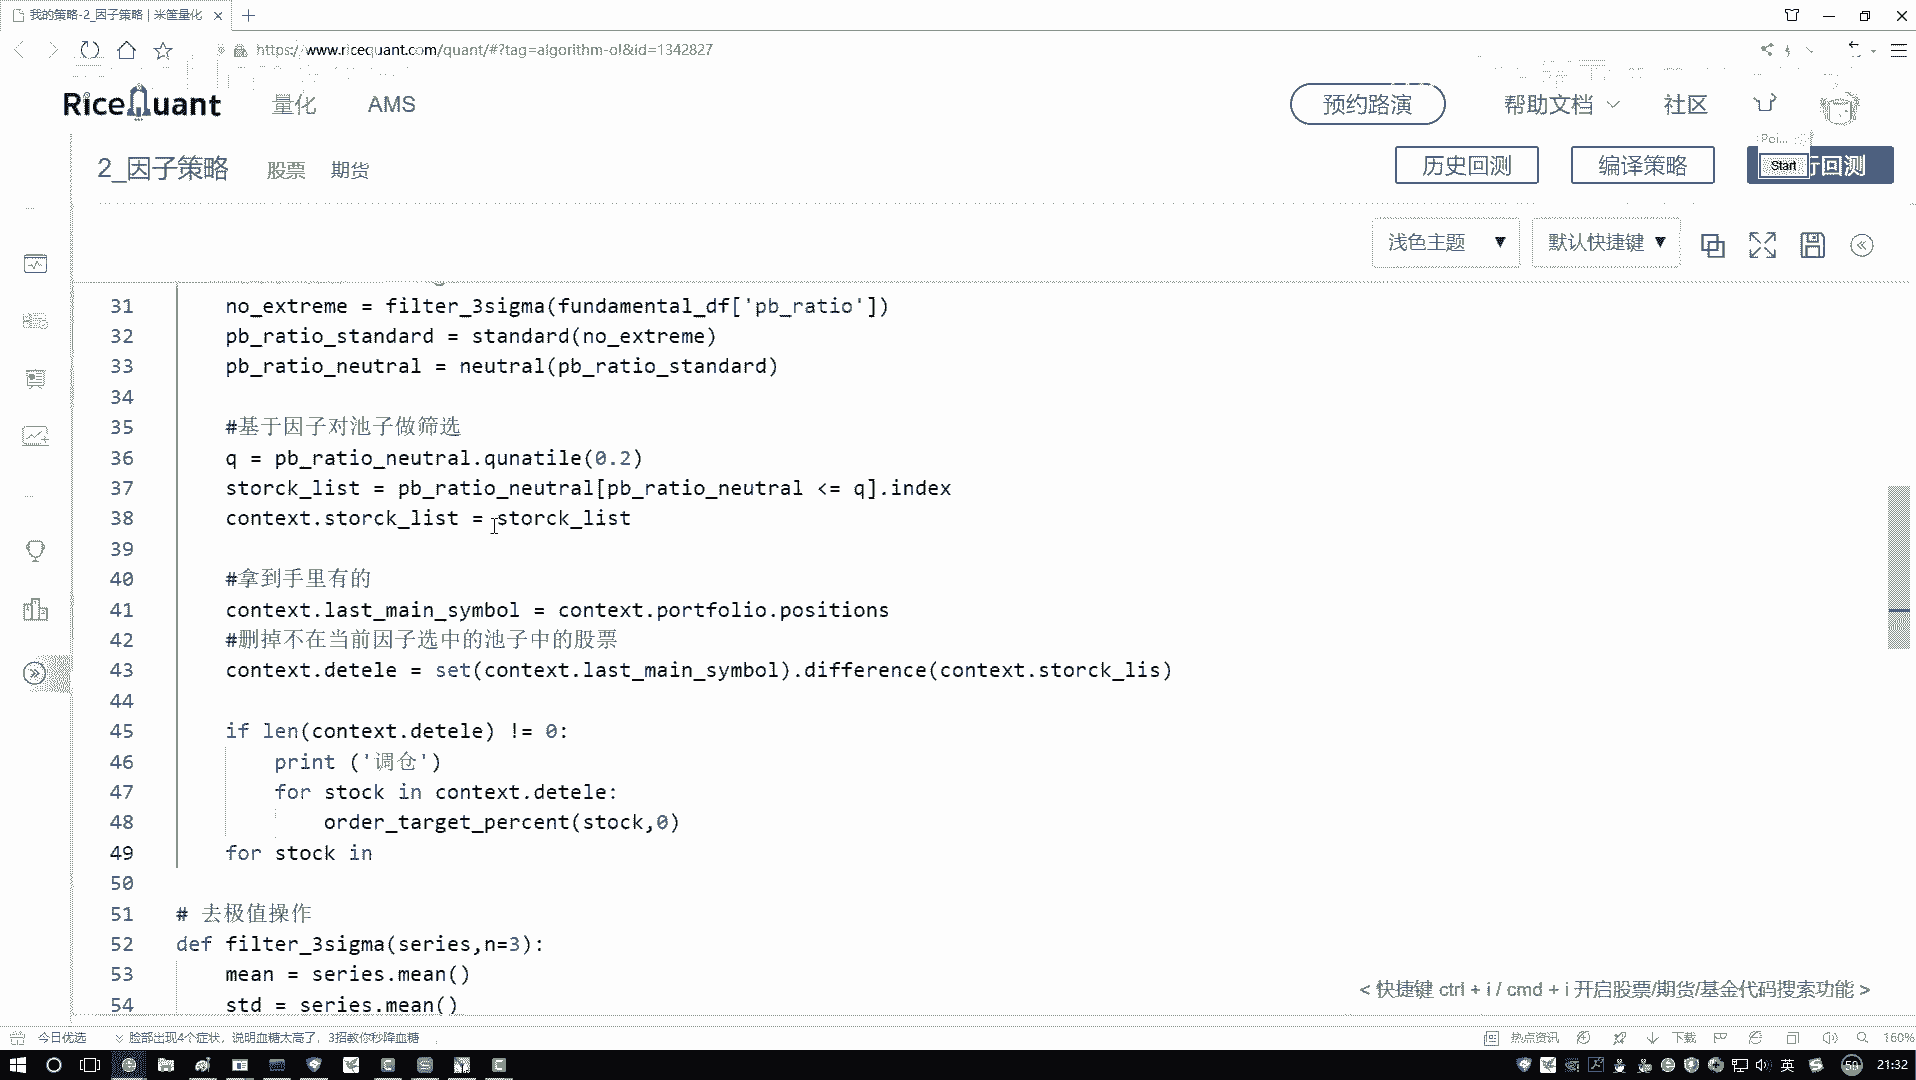 我的策略-2_因子策略 | 米筐量化
https://www.ricequant.com/quant/#?tag=algorithm-ol&id=1342827
RiceQuant 量化 AMS 预约路演 帮助文档 社区
Poi...
2_因子策略 股票 期货 历史回测 编译策略 Start 行回测
浅色主题 ▼ 默认快捷键 ▼
31 no_extreme = filter_3sigma(fundamental_df['pb_ratio'])
32 pb_ratio_standard = standard(no_extreme)
33 pb_ratio_neutral = neutral(pb_ratio_standard)
34
35 #基于因子对池子做筛选
36 q = pb_ratio_neutral.qunatile(0.2)
37 storck_list = pb_ratio_neutral[pb_ratio_neutral <= q].index
38 context.storck_list = storck_list
39
40 #拿到手里有的
41 context.last_main_symbol = context.portfolio.positions
42 #删掉不在当前因子选中的池子中的股票
43 context.detele = set(context.last_main_symbol).difference(context.storck_lis)
44
45 if len(context.detele) != 0:
46 print ('调仓')
47 for stock in context.detele:
48 order_target_percent(stock,0)
49 for stock in
50
51 # 去极值操作
52 def filter_3sigma(series,n=3):
53 mean = series.mean()
54 std = series.mean()
< 快捷键 ctrl + i / cmd + i 开启股票/期货/基金代码搜索功能 >
今日优选 脸部出现4个症状，说明血糖太高了，3招教你秒降血糖 热点资讯 下载 160%
英 59 21:32